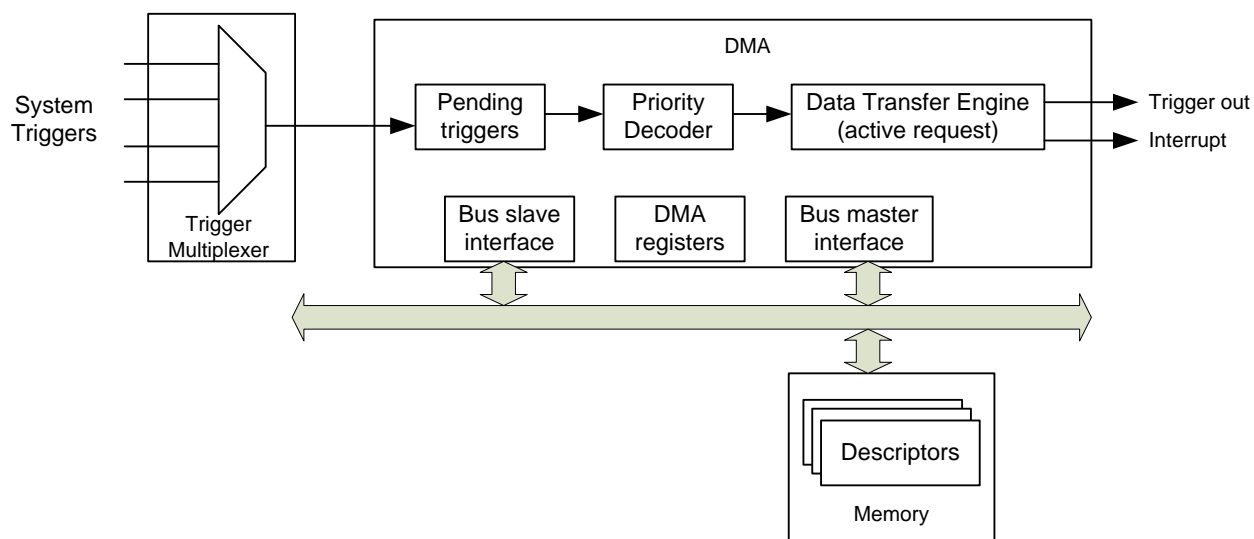 DMA
System
Triggers
Pending
triggers
Priority
Decoder
Data Transfer Engine
(active request)
Trigger out
Interrupt
Trigger
Multiplexer
Bus slave
interface
DMA
registers
Bus master
interface
Descriptors
Memory